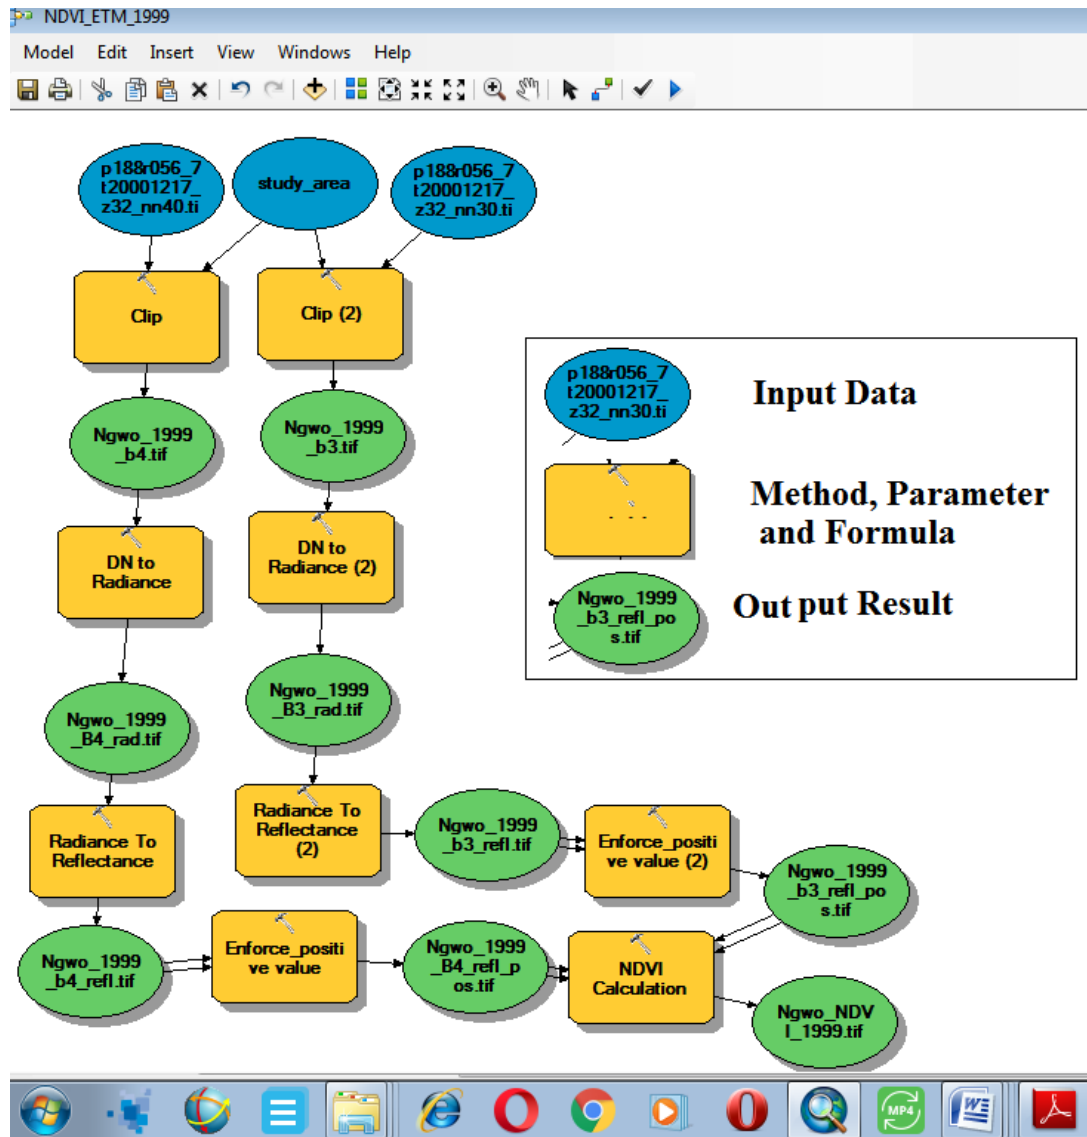 NDVI_ETM_1999
Model Edit Insert View Windows Help
p188r056_7
t20001217_
z32_nn40.ti
study_area
p188r056_7
t20001217_
z32_nn30.ti
Clip
Clip (2)
Ngwo_1999
_b4.tif
Ngwo_1999
_b3.tif
DN to
Radiance
DN to
Radiance (2)
Ngwo_1999
_B4_rad.tif
Ngwo_1999
_B3_rad.tif
Radiance To
Reflectance
Radiance To
Reflectance
(2)
Ngwo_1999
_b3_refl.tif
Enforce_positi
ve value (2)
Ngwo_1999
_b3_refl_po
s.tif
Ngwo_1999
_b4_refl.tif
Enforce_positi
ve value
Ngwo_1999
_B4_refl_p
os.tif
NDVI
Calculation
Ngwo_NDV
I_1999.tif
p188r056_7
t20001217_
z32_nn30.ti
Input Data
- - -
Method, Parameter
and Formula
Ngwo_1999
_b3_refl_po
s.tif
Out put Result
MP4
W